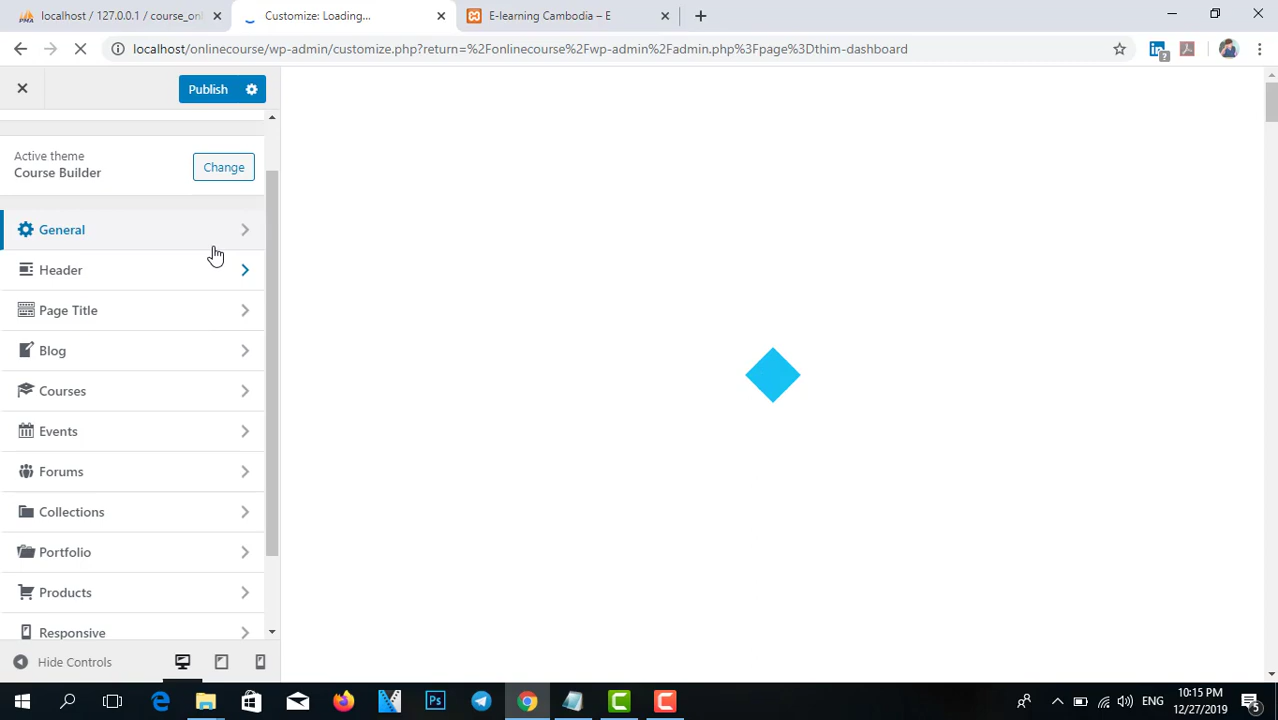 localhost / 127.0.0.1 / course_onl
Customize: Loading...
E-learning Cambodia – E
localhost/onlinecourse/wp-admin/customize.php?return=%2Fonlinecourse%2Fwp-admin%2Fadmin.php%3Fpage%3Dthim-dashboard
Publish
Active theme
Course Builder
Change
General
Header
Page Title
Blog
Courses
Events
Forums
Collections
Portfolio
Products
Responsive
Hide Controls
ENG
10:15 PM
12/27/2019
5